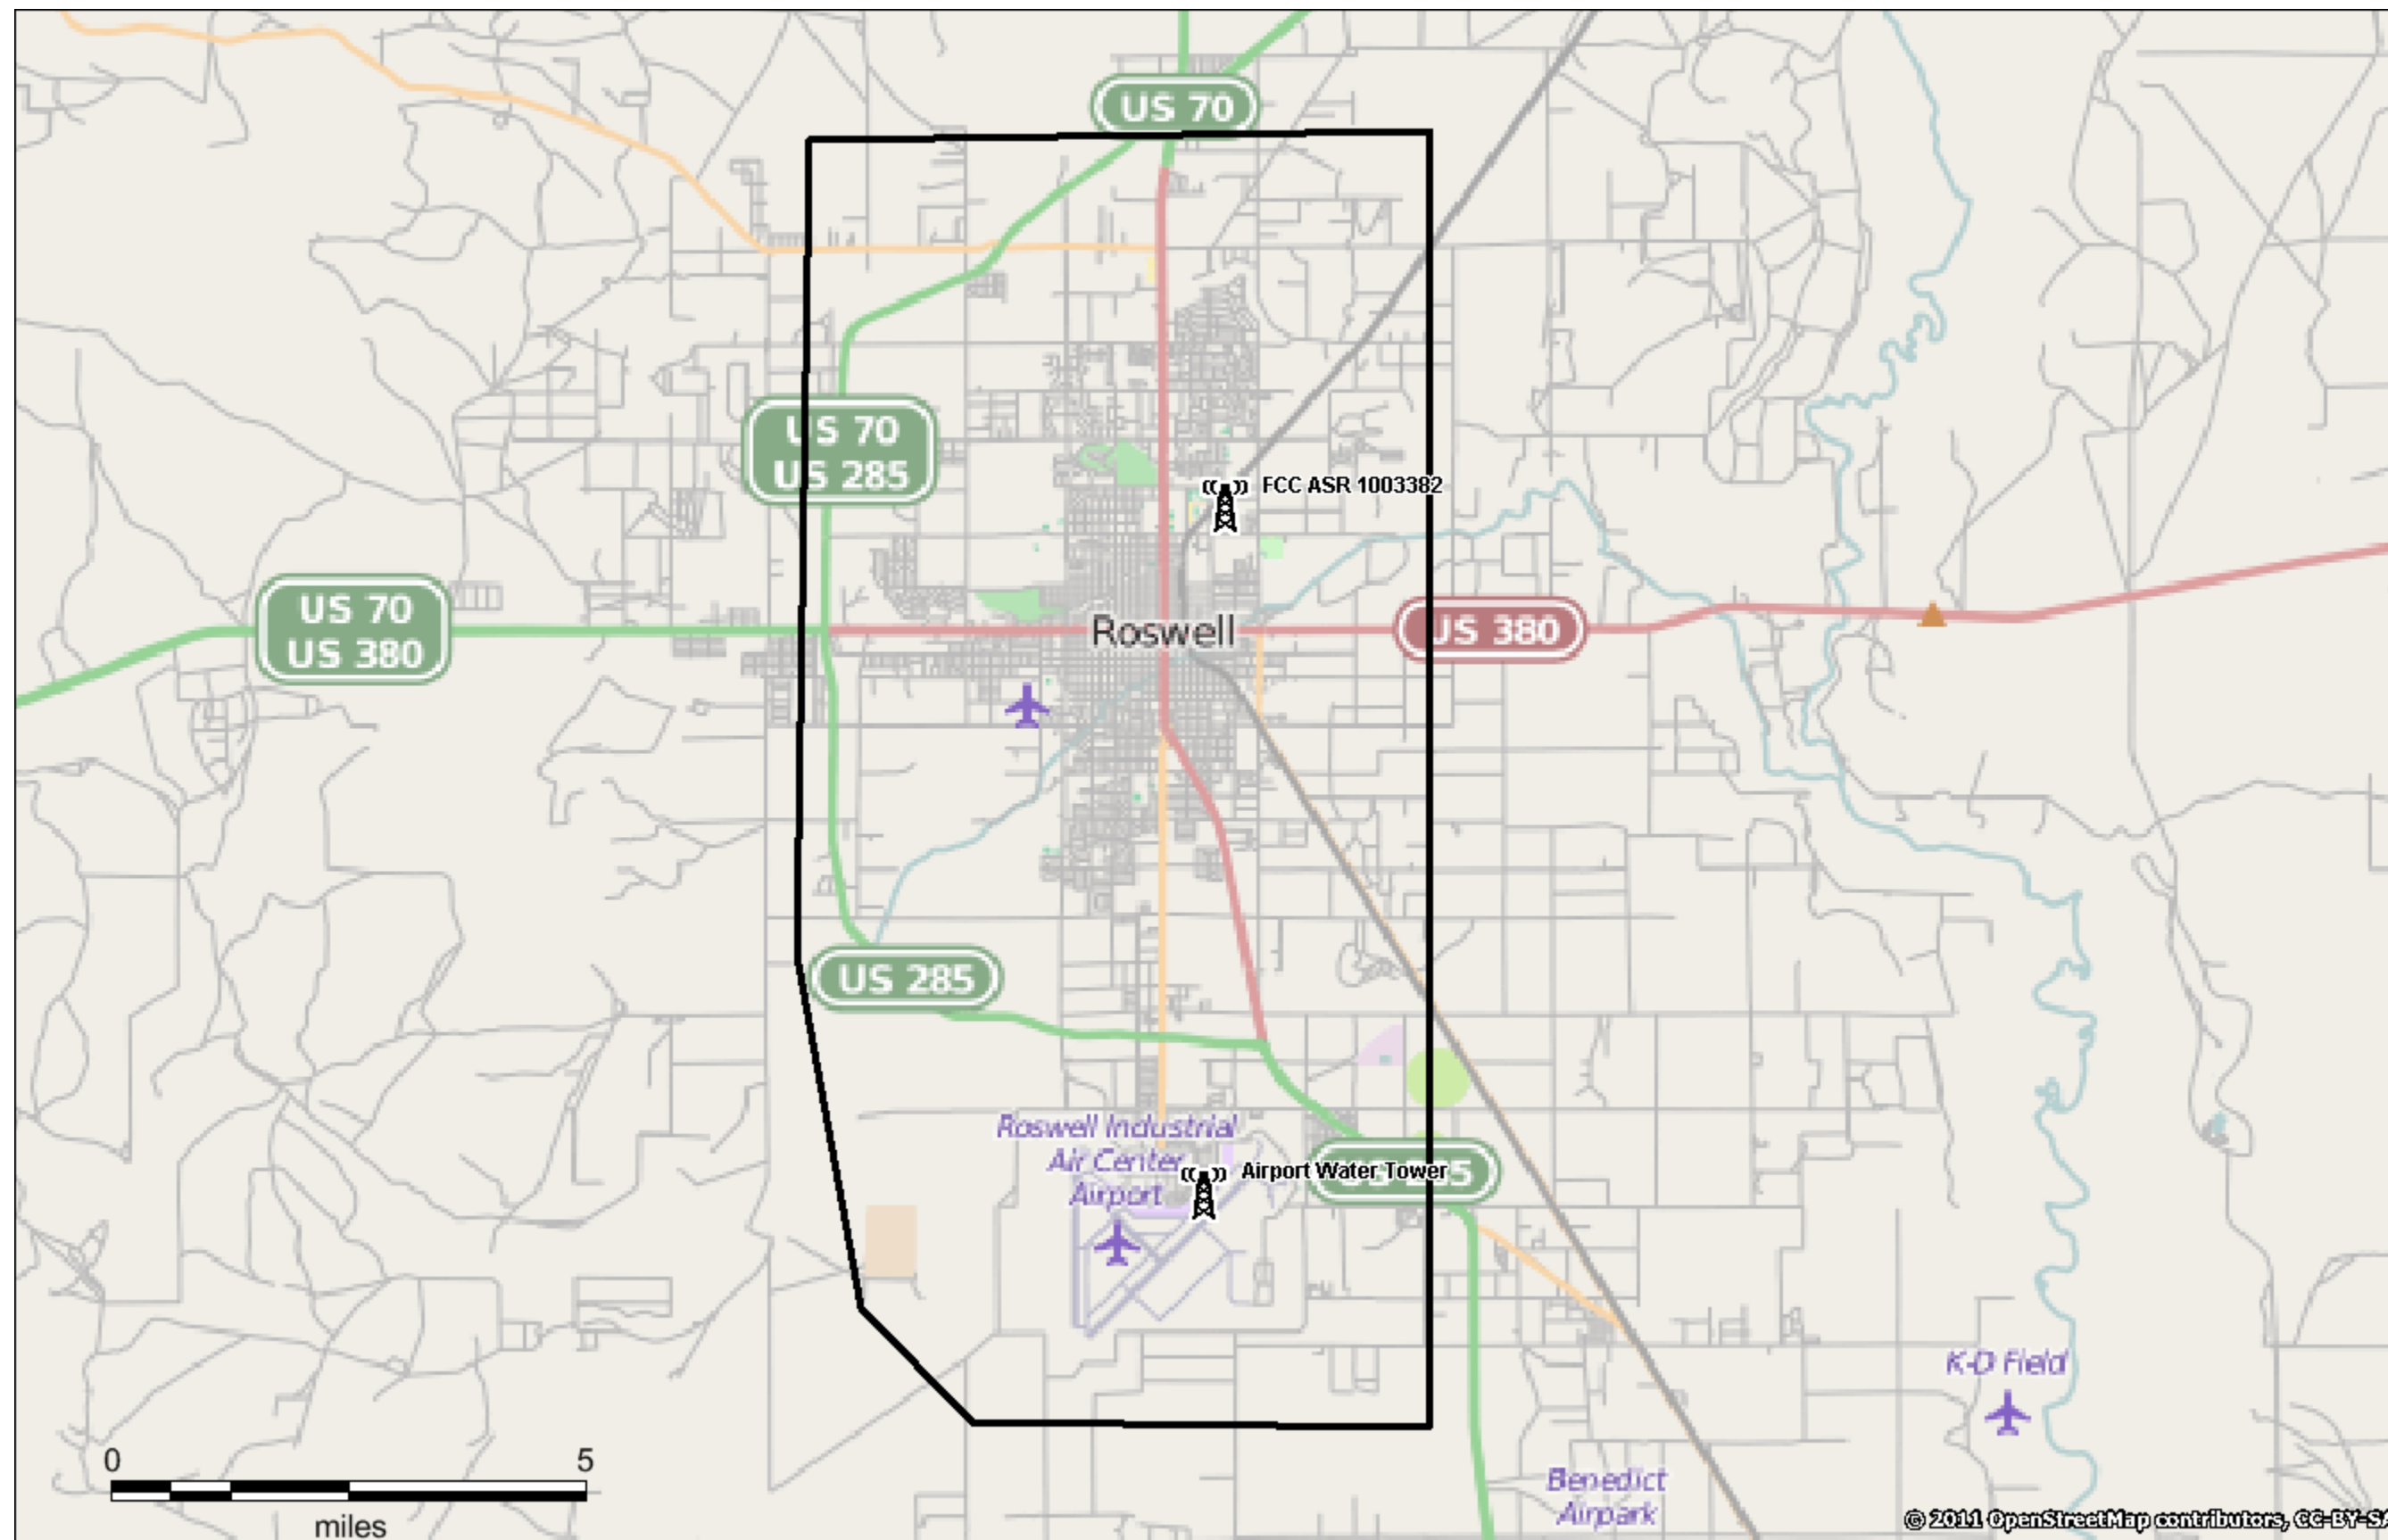 US 70
US 70
US 285
FCC ASR 1003382
US 70
US 380
Roswell
US 380
US 285
Roswell Industrial
Air Center
Airport
Airport Water Tower
K-D Field
0 5
miles
Benedict
Airpark
© 2011 OpenStreetMap contributors, CC-BY-SA